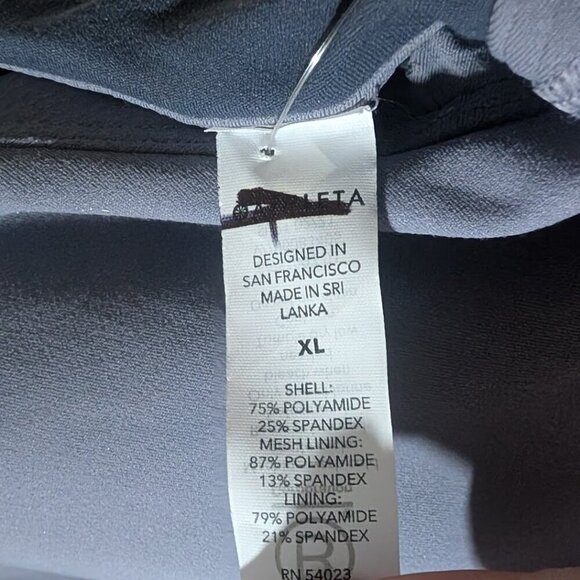 LETA
DESIGNED IN
SAN FRANCISCO
MADE IN SRI
LANKA
XL
SHELL:
75% POLYAMIDE
25% SPANDEX
MESH LINING:
87% POLYAMIDE
13% SPANDEX
LINING:
79% POLYAMIDE
21% SPANDEX
R
RN 54023